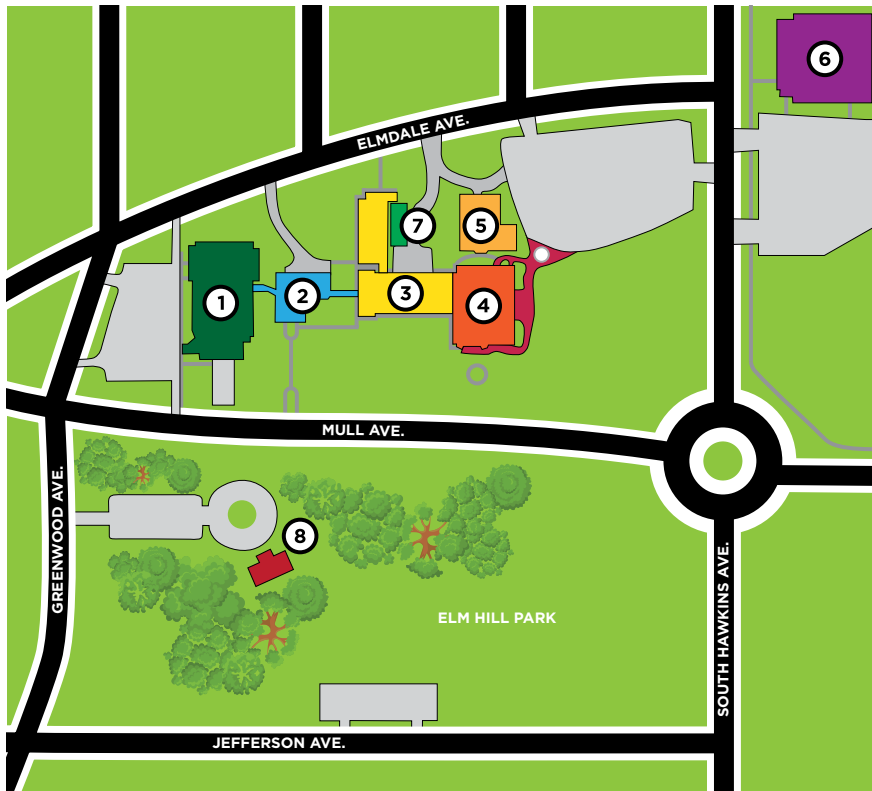 6
ELMDALE AVE.
7
5
1
2
3
4
MULL AVE.
GREENWOOD AVE.
8
SOUTH HAWKINS AVE.
ELM HILL PARK
JEFFERSON AVE.